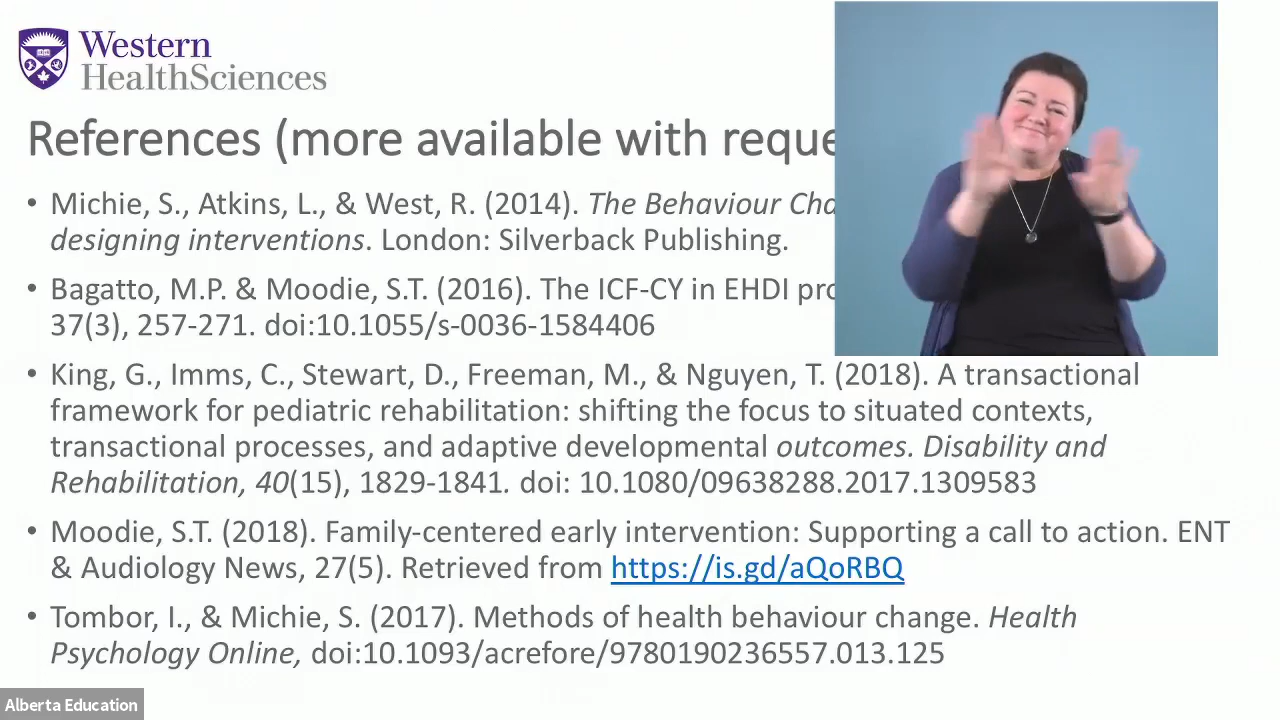 Western
HealthSciences
References (more available with reque
Michie, S., Atkins, L., & West, R. (2014). The Behaviour Cha
designing interventions. London: Silverback Publishing.
Bagatto, M.P. & Moodie, S.T. (2016). The ICF-CY in EHDI pro
37(3), 257-271. doi:10.1055/s-0036-1584406
King, G., Imms, C., Stewart, D., Freeman, M., & Nguyen, T. (2018). A transactional
framework for pediatric rehabilitation: shifting the focus to situated contexts,
transactional processes, and adaptive developmental outcomes. Disability and
Rehabilitation, 40(15), 1829-1841. doi: 10.1080/09638288.2017.1309583
Moodie, S.T. (2018). Family-centered early intervention: Supporting a call to action. ENT
& Audiology News, 27(5). Retrieved from https://is.gd/aQoRBQ
Tombor, I., & Michie, S. (2017). Methods of health behaviour change. Health
Psychology Online, doi:10.1093/acrefore/9780190236557.013.125
Alberta Education